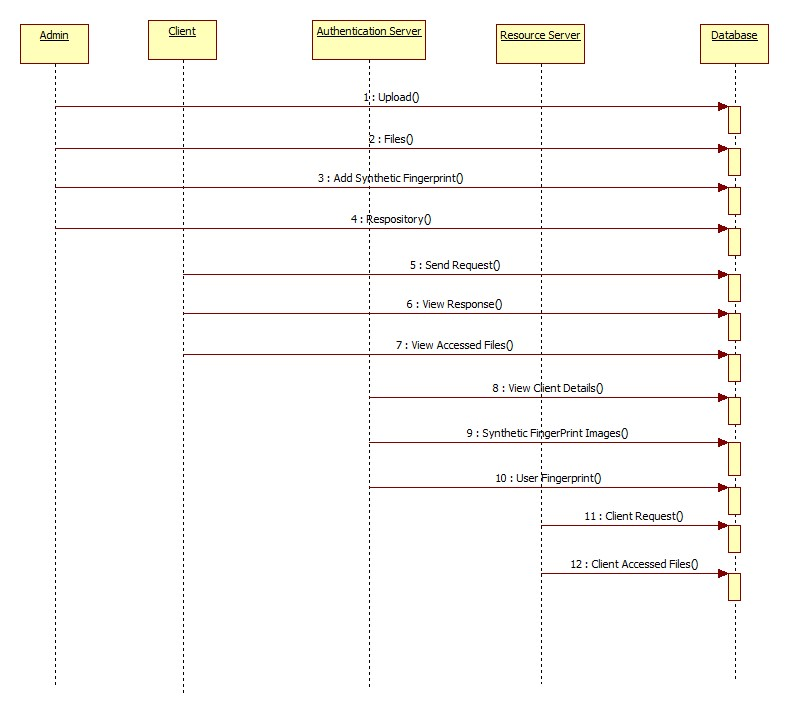 Admin
Client
Authentication Server
Resource Server
Database
1 : Upload()
2 : Files()
3 : Add Synthetic Fingerprint()
4 : Respository()
5 : Send Request()
6 : View Response()
7 : View Accessed Files()
8 : View Client Details()
9 : Synthetic FingerPrint Images()
10 : User Fingerprint()
11 : Client Request()
12 : Client Accessed Files()